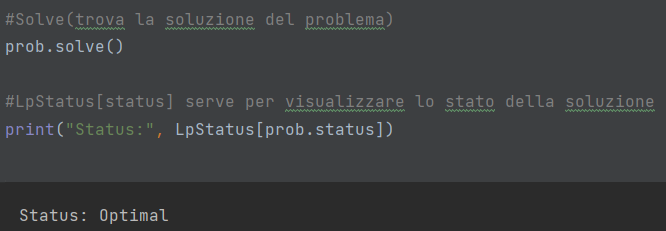 #Solve(trova la soluzione del problema)
prob.solve()
#LpStatus[status] serve per visualizzare lo stato della soluzione
print("Status:", LpStatus[prob.status])
Status: Optimal